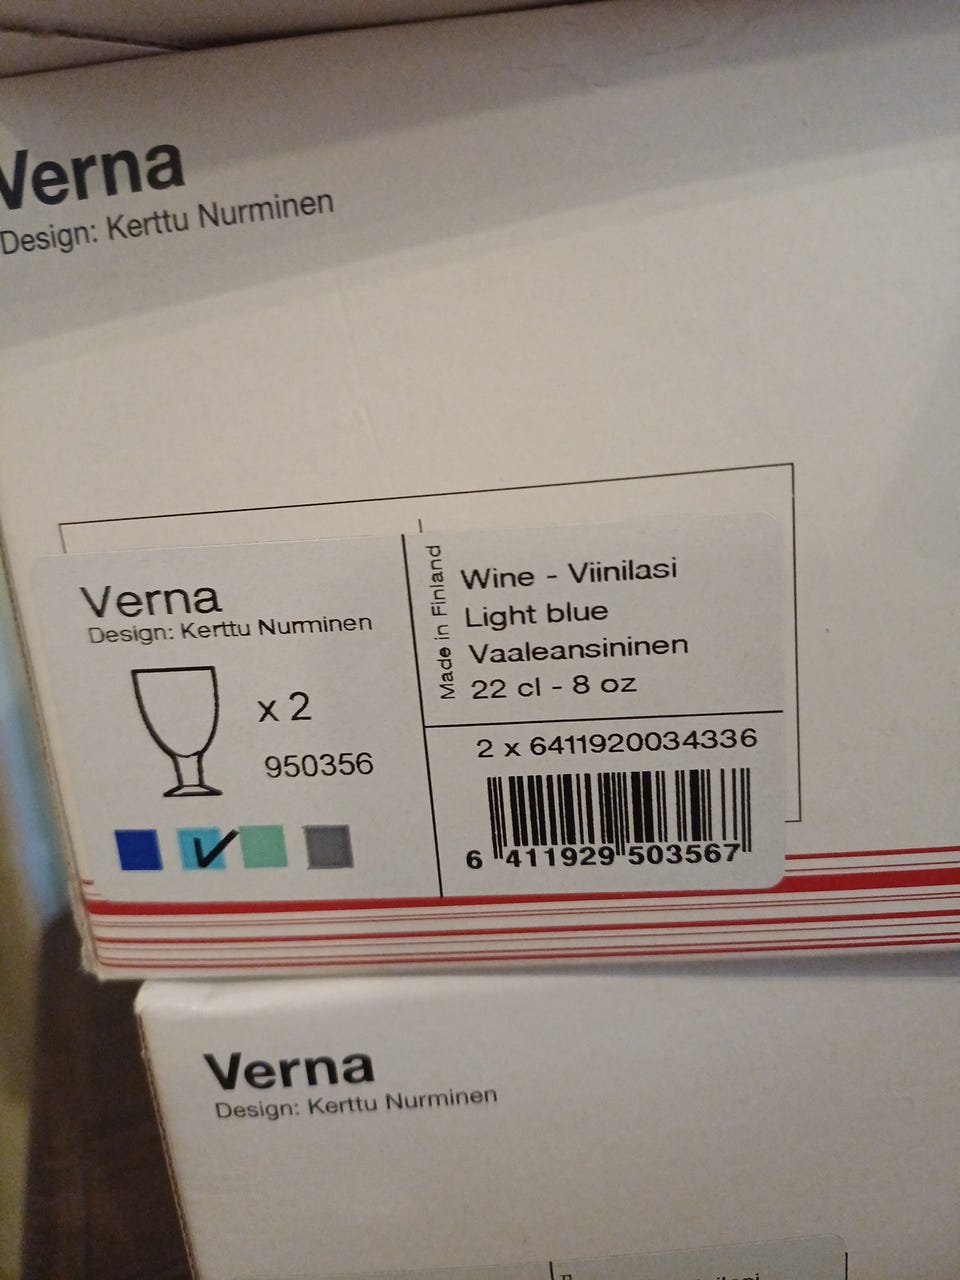 Verna
Design: Kerttu Nurminen
Verna
Design: Kerttu Nurminen
x 2
950356
Made in Finland
Wine - Viinilasi
Light blue
Vaaleansininen
22 cl - 8 oz
2 x 6411920034336
6 411929 503567
Verna
Design: Kerttu Nurminen